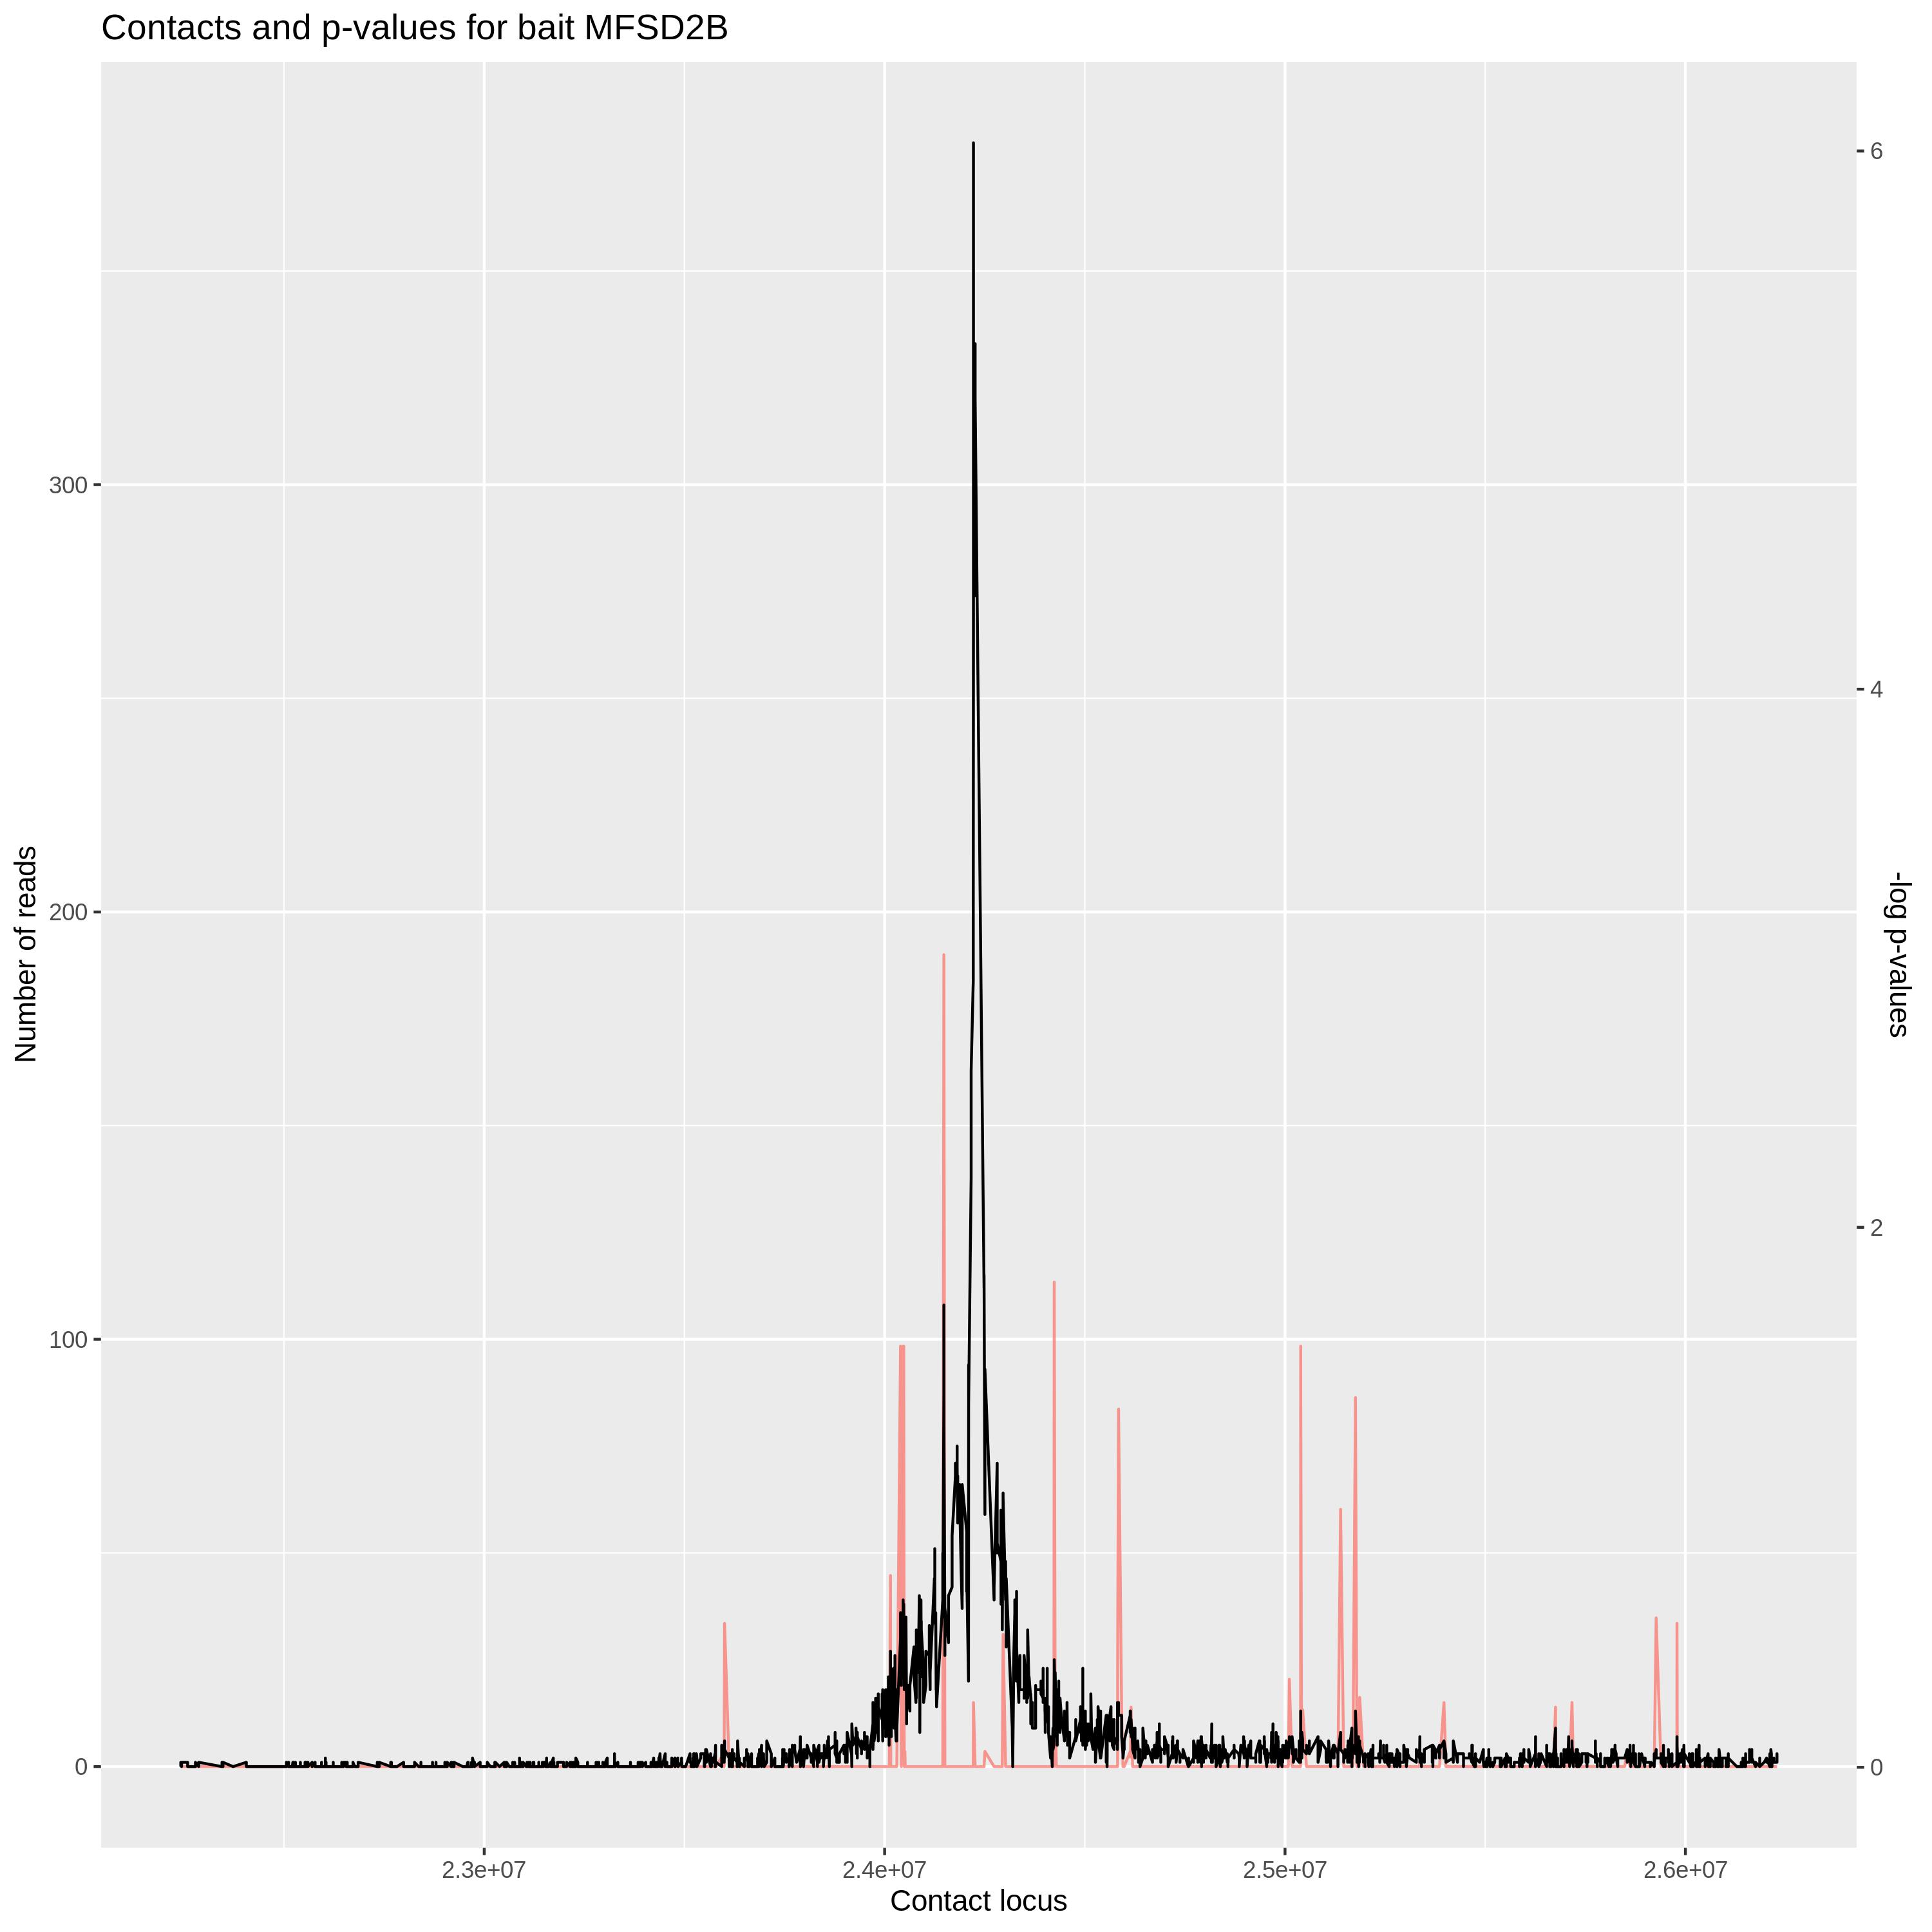 Contacts and p-values for bait MFSD2B
Number of reads
300
200
100
0
6
4
2
0
-log p-values
2.3e+07
2.4e+07
2.5e+07
2.6e+07
Contact locus